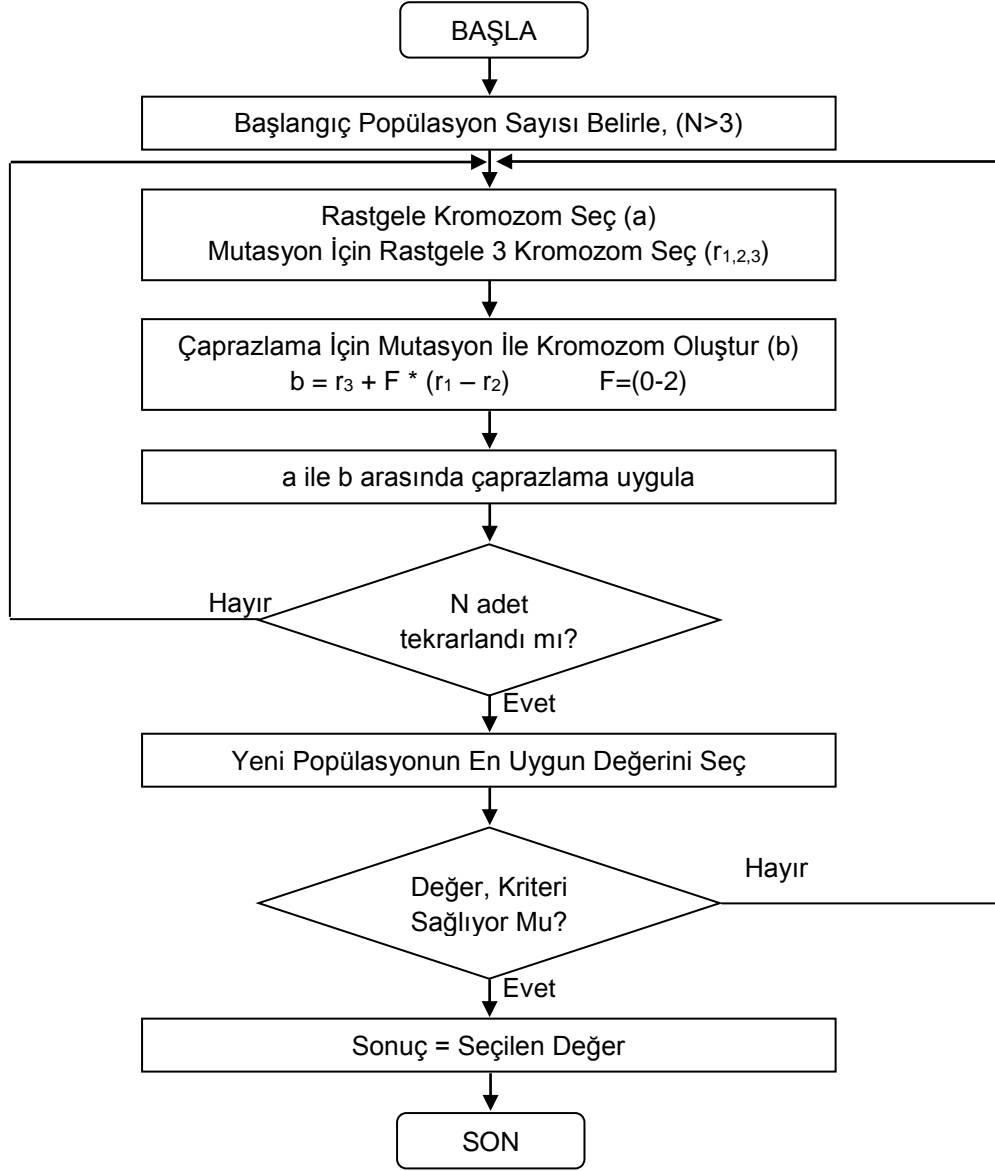 BAŞLA
Başlangıç Popülasyon Sayısı Belirle, (N>3)
Rastgele Kromozom Seç (a)
Mutasyon İçin Rastgele 3 Kromozom Seç (r₁,₂,₃)
Çaprazlama İçin Mutasyon İle Kromozom Oluştur (b)
b = r₃ + F * (r₁ – r₂) F=(0-2)
a ile b arasında çaprazlama uygula
Hayır
N adet
tekrarlandı mı?
Evet
Yeni Popülasyonun En Uygun Değerini Seç
Hayır
Değer, Kriteri
Sağlıyor Mu?
Evet
Sonuç = Seçilen Değer
SON